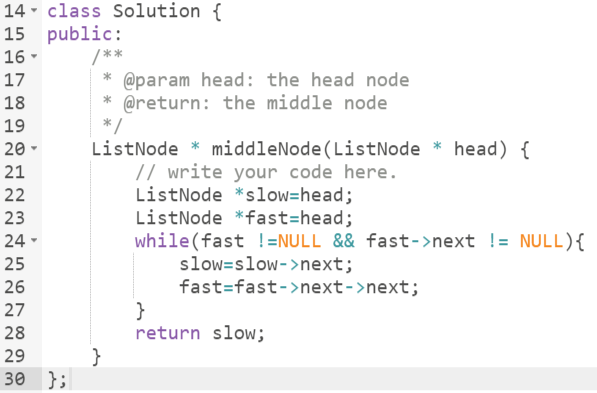 14 class Solution {
15 public:
16     /**
17      * @param head: the head node
18      * @return: the middle node
19      */
20     ListNode * middleNode(ListNode * head) {
21         // write your code here.
22         ListNode *slow=head;
23         ListNode *fast=head;
24         while(fast !=NULL && fast->next != NULL){
25             slow=slow->next;
26             fast=fast->next->next;
27         }
28         return slow;
29     }
30 };